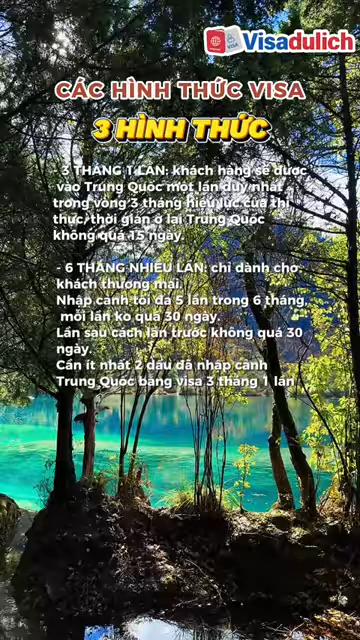 Visadulich
CÁC HÌNH THỨC VISA
3 HÌNH THỨC
- 3 THÁNG 1 LẦN: khách hàng sẽ được
vào Trung Quốc một lần duy nhất
trong vòng 3 tháng hiệu lực của thị
thực, thời gian ở lại Trung Quốc
không quá 15 ngày.
- 6 THÁNG NHIỀU LẦN: chỉ dành cho
khách thương mại.
Nhập cảnh tối đa 5 lần trong 6 tháng,
mỗi lần ko quá 30 ngày.
Lần sau cách lần trước không quá 30
ngày.
Cần ít nhất 2 dấu đã nhập cảnh
Trung Quốc bằng visa 3 tháng 1 lần